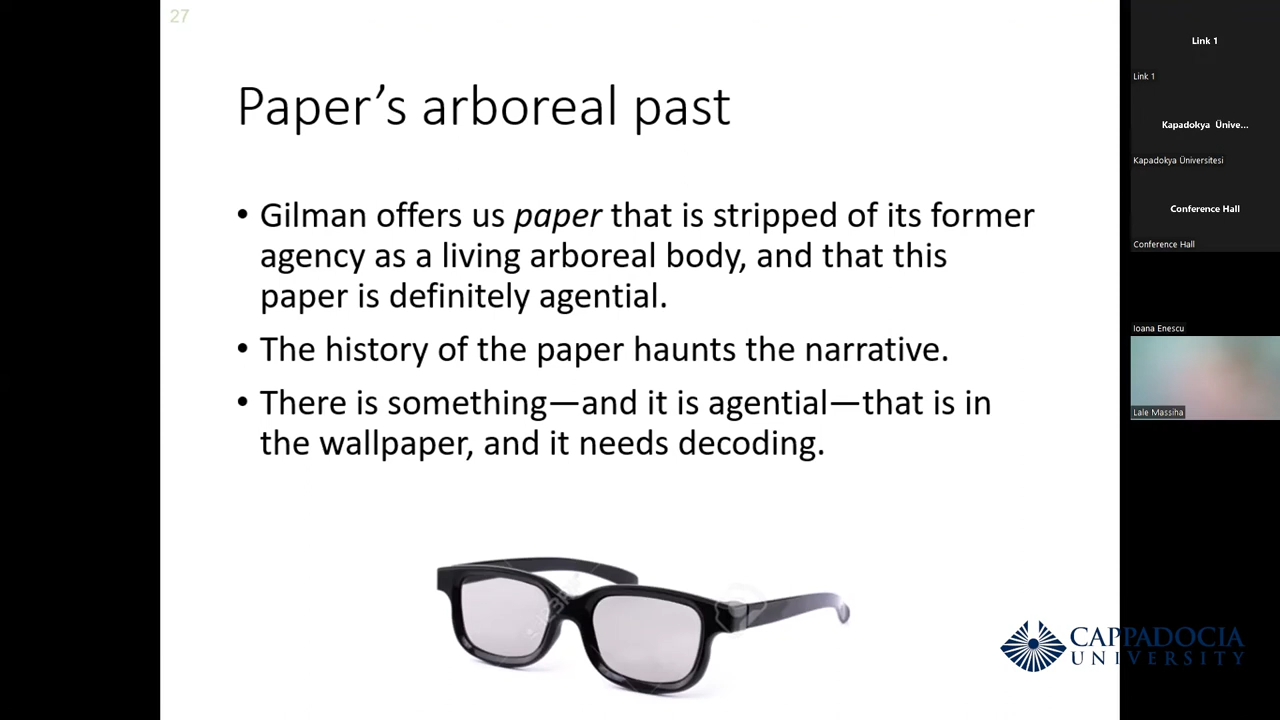 27
Paper’s arboreal past
• Gilman offers us paper that is stripped of its former
agency as a living arboreal body, and that this
paper is definitely agential.
• The history of the paper haunts the narrative.
• There is something—and it is agential—that is in
the wallpaper, and it needs decoding.
CAPPADOCIA
UNIVERSITY
Link 1
Link 1
Kapadokya Ünive...
Kapadokya Üniversitesi
Conference Hall
Conference Hall
Ioana Enescu
Lale Massiha